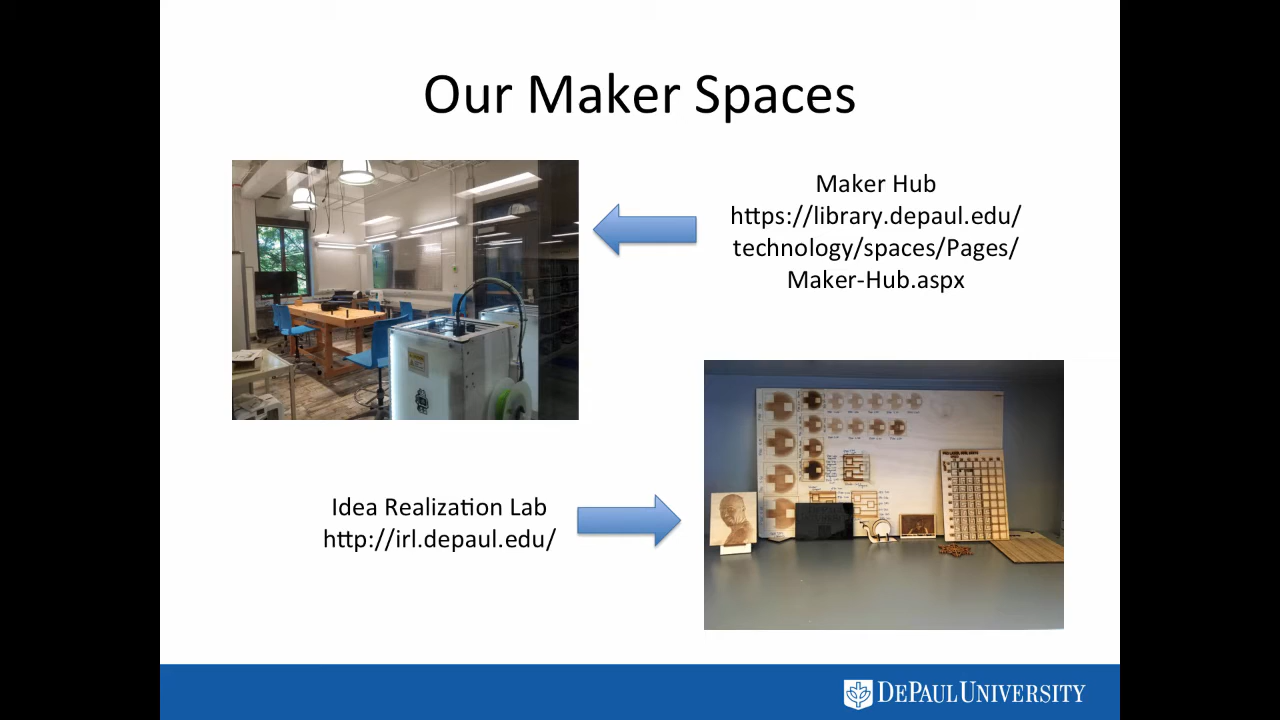 Our Maker Spaces
Maker Hub
https://library.depaul.edu/
technology/spaces/Pages/
Maker-Hub.aspx
Idea Realization Lab
http://irl.depaul.edu/
DEPAUL UNIVERSITY